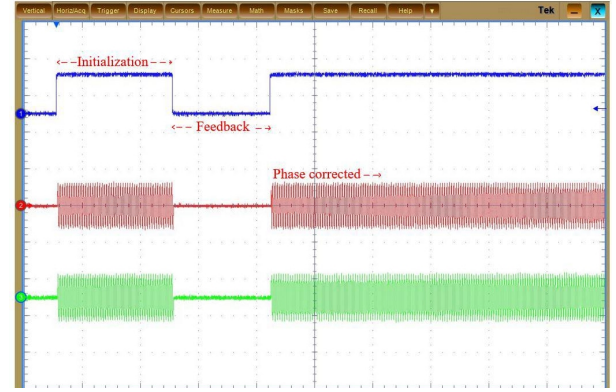 Vertical Horiz/Acq Trigger Display Cursors Measure Math Masks Save Recall Help Tek X
<--Initialization-->
<-- Feedback -->
Phase corrected -->
1
2